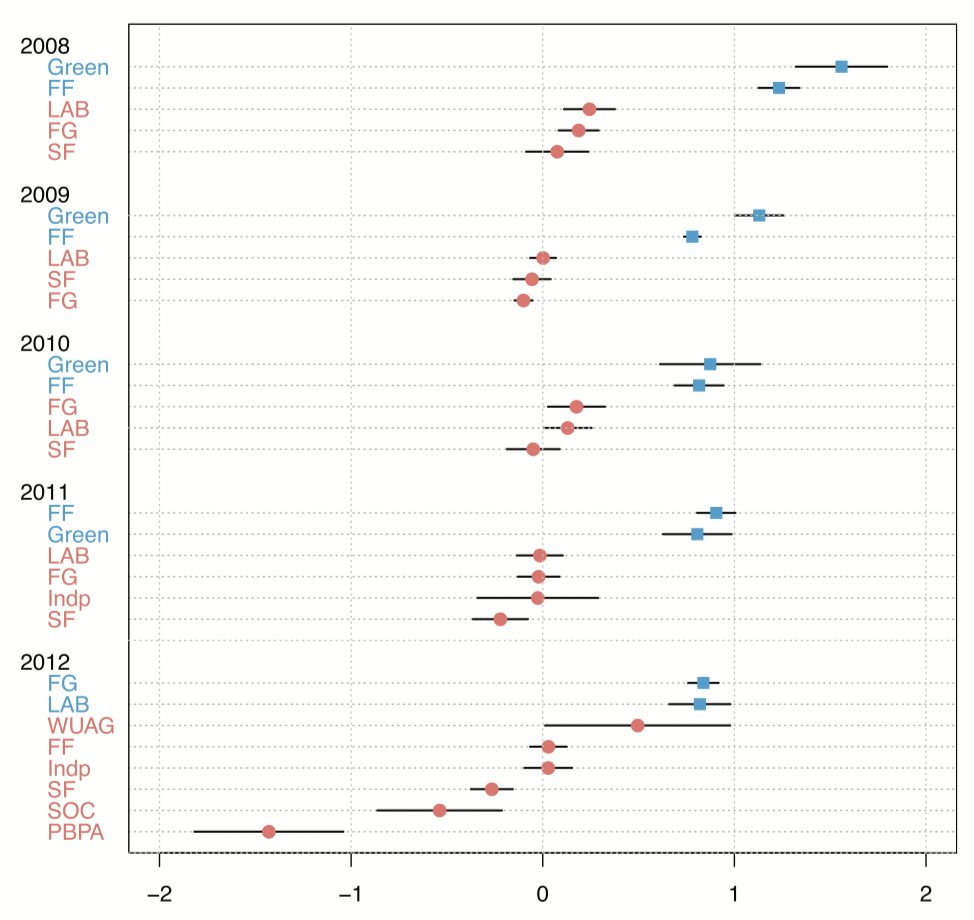 2008
Green
FF
LAB
FG
SF
2009
Green
FF
LAB
SF
FG
2010
Green
FF
FG
LAB
SF
2011
FF
Green
LAB
FG
Indp
SF
2012
FG
LAB
WUAG
FF
Indp
SF
SOC
PBPA
−2 −1 0 1 2